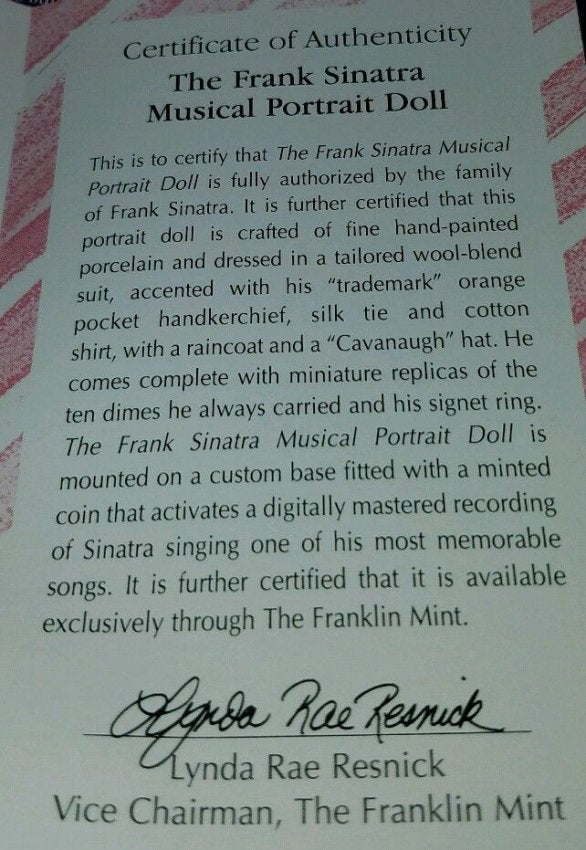 Certificate of Authenticity
The Frank Sinatra
Musical Portrait Doll
This is to certify that The Frank Sinatra Musical
Portrait Doll is fully authorized by the family
of Frank Sinatra. It is further certified that this
portrait doll is crafted of fine hand-painted
porcelain and dressed in a tailored wool-blend
suit, accented with his “trademark” orange
pocket handkerchief, silk tie and cotton
shirt, with a raincoat and a “Cavanaugh” hat. He
comes complete with miniature replicas of the
ten dimes he always carried and his signet ring.
The Frank Sinatra Musical Portrait Doll is
mounted on a custom base fitted with a minted
coin that activates a digitally mastered recording
of Sinatra singing one of his most memorable
songs. It is further certified that it is available
exclusively through The Franklin Mint.
Lynda Rae Resnick
Lynda Rae Resnick
Vice Chairman, The Franklin Mint